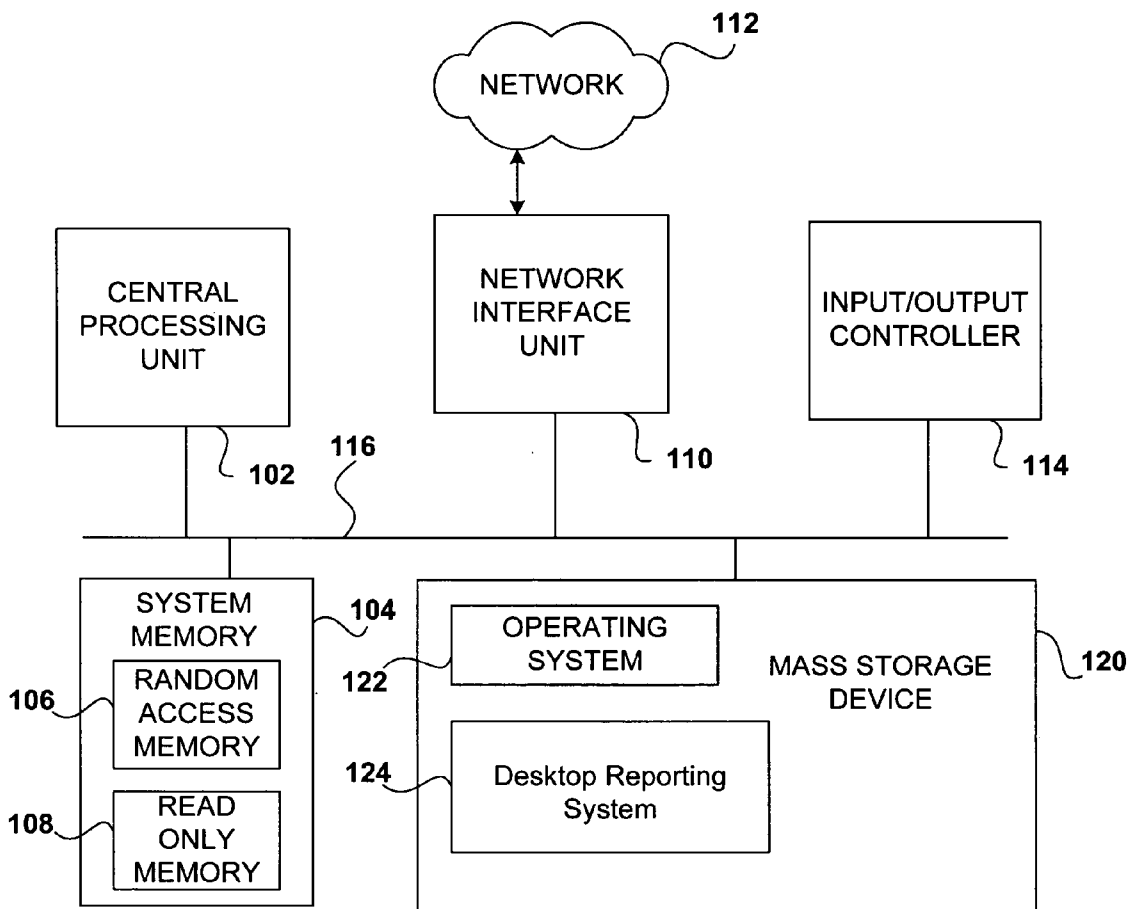 112
NETWORK
CENTRAL
PROCESSING
UNIT
NETWORK
INTERFACE
UNIT
INPUT/OUTPUT
CONTROLLER
102
116
110
114
SYSTEM
MEMORY
104
106
RANDOM
ACCESS
MEMORY
108
READ
ONLY
MEMORY
OPERATING
SYSTEM
122
MASS STORAGE
DEVICE
120
124
Desktop Reporting
System